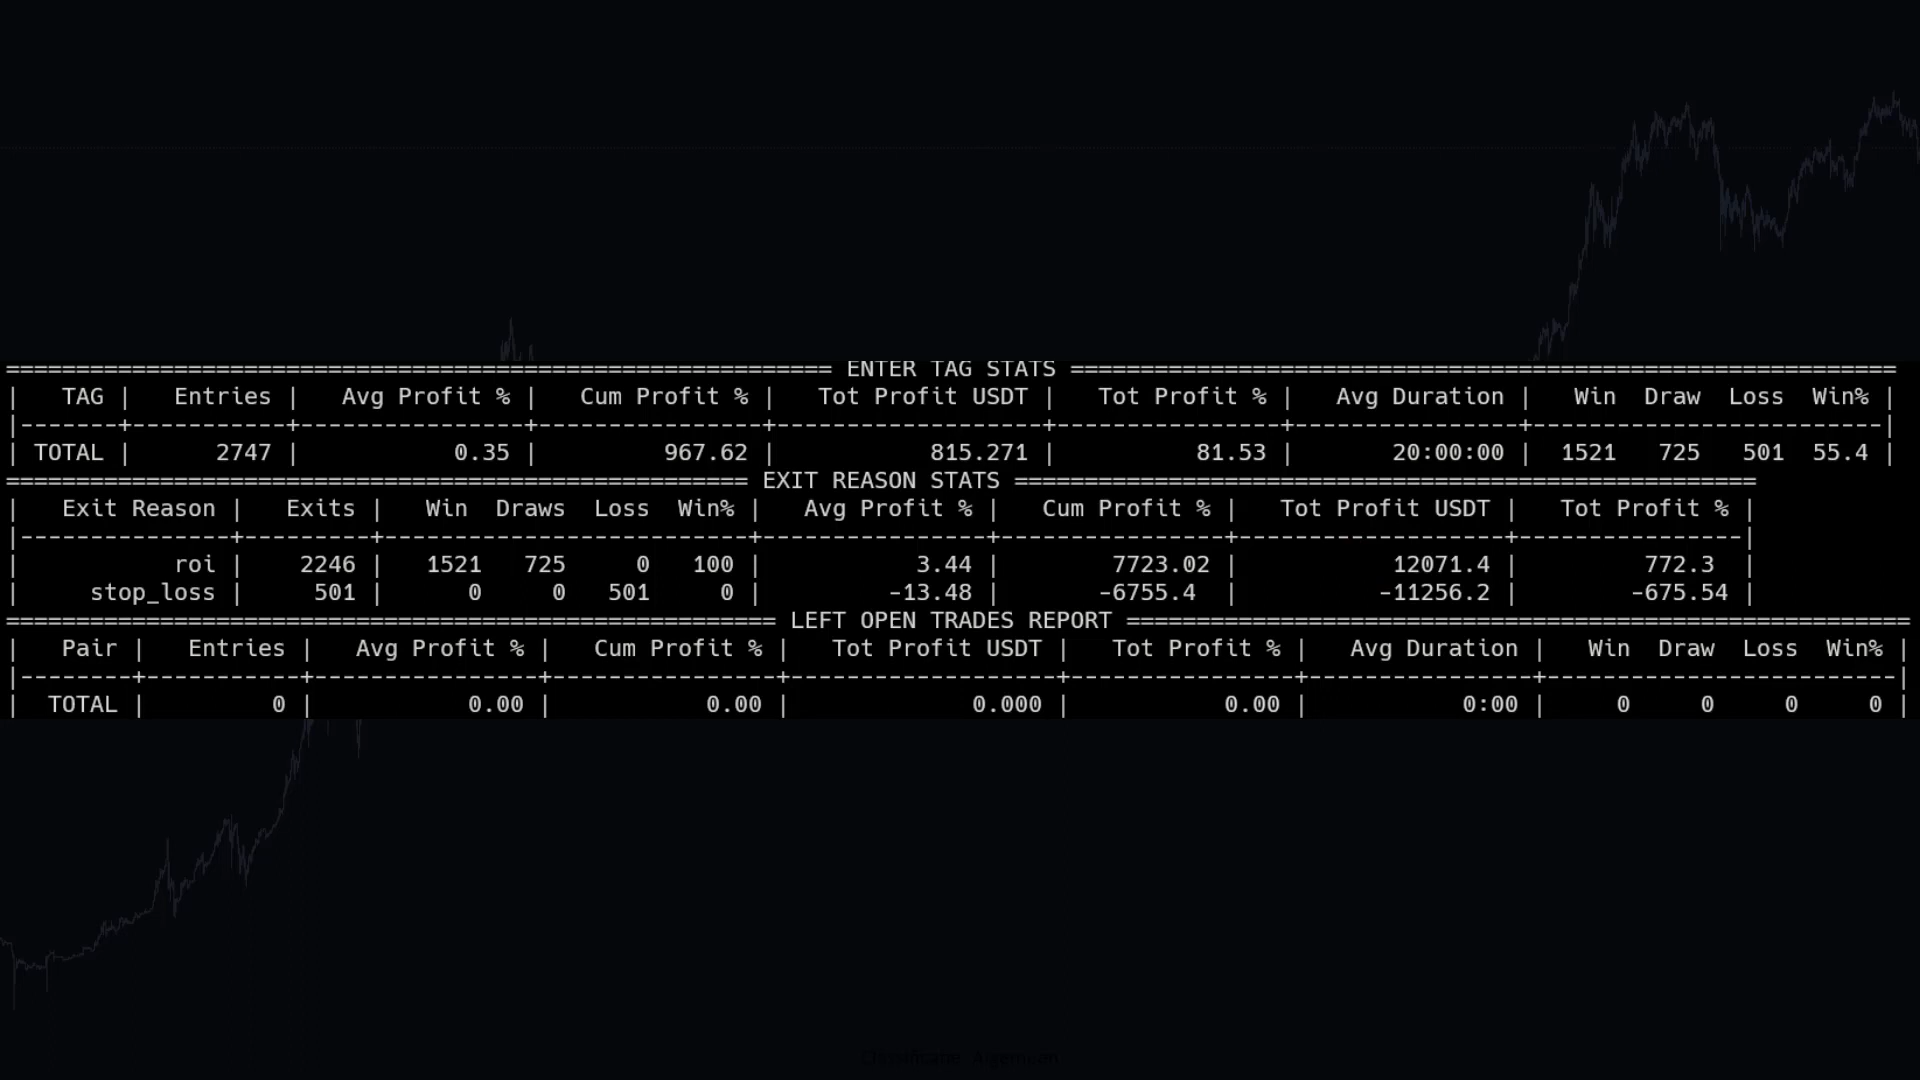 ENTER TAG STATS
| TAG | Entries | Avg Profit % | Cum Profit % | Tot Profit USDT | Tot Profit % | Avg Duration | Win Draw Loss Win% |
| TOTAL | 2747 | 0.35 | 967.62 | 815.271 | 81.53 | 20:00:00 | 1521 725 501 55.4 |
EXIT REASON STATS
| Exit Reason | Exits | Win Draws Loss Win% | Avg Profit % | Cum Profit % | Tot Profit USDT | Tot Profit % |
| roi | 2246 | 1521 725 0 100 | 3.44 | 7723.02 | 12071.4 | 772.3 |
| stop_loss | 501 | 0 0 501 0 | -13.48 | -6755.4 | -11256.2 | -675.54 |
LEFT OPEN TRADES REPORT
| Pair | Entries | Avg Profit % | Cum Profit % | Tot Profit USDT | Tot Profit % | Avg Duration | Win Draw Loss Win% |
| TOTAL | 0 | 0.00 | 0.00 | 0.000 | 0.00 | 0:00 | 0 0 0 0 |
Classificatie: Algemeen